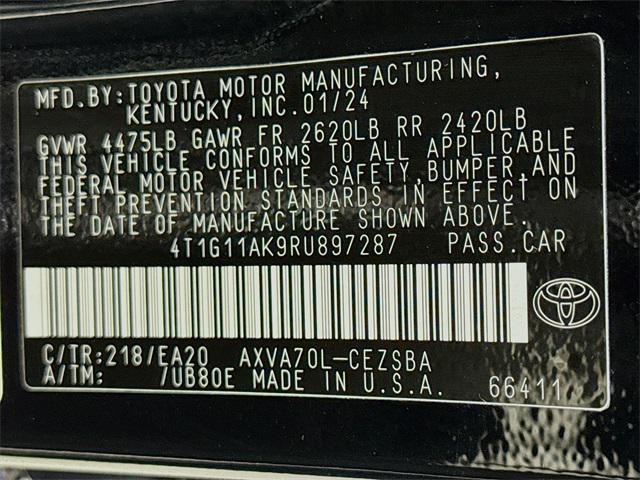 MFD.BY: TOYOTA MOTOR MANUFACTURING,
KENTUCKY, INC. 01/24
GVWR 4475LB GAWR FR 2620LB RR 2420LB
THIS VEHICLE CONFORMS TO ALL APPLICABLE
FEDERAL MOTOR VEHICLE SAFETY, BUMPER, AND
THEFT PREVENTION STANDARDS IN EFFECT ON
THE DATE OF MANUFACTURE SHOWN ABOVE.
4T1G11AK9RU897287 PASS.CAR
C/TR: 218/EA20 AXVA70L-CEZSBA
A/TM: /UB80E MADE IN U.S.A. 66411